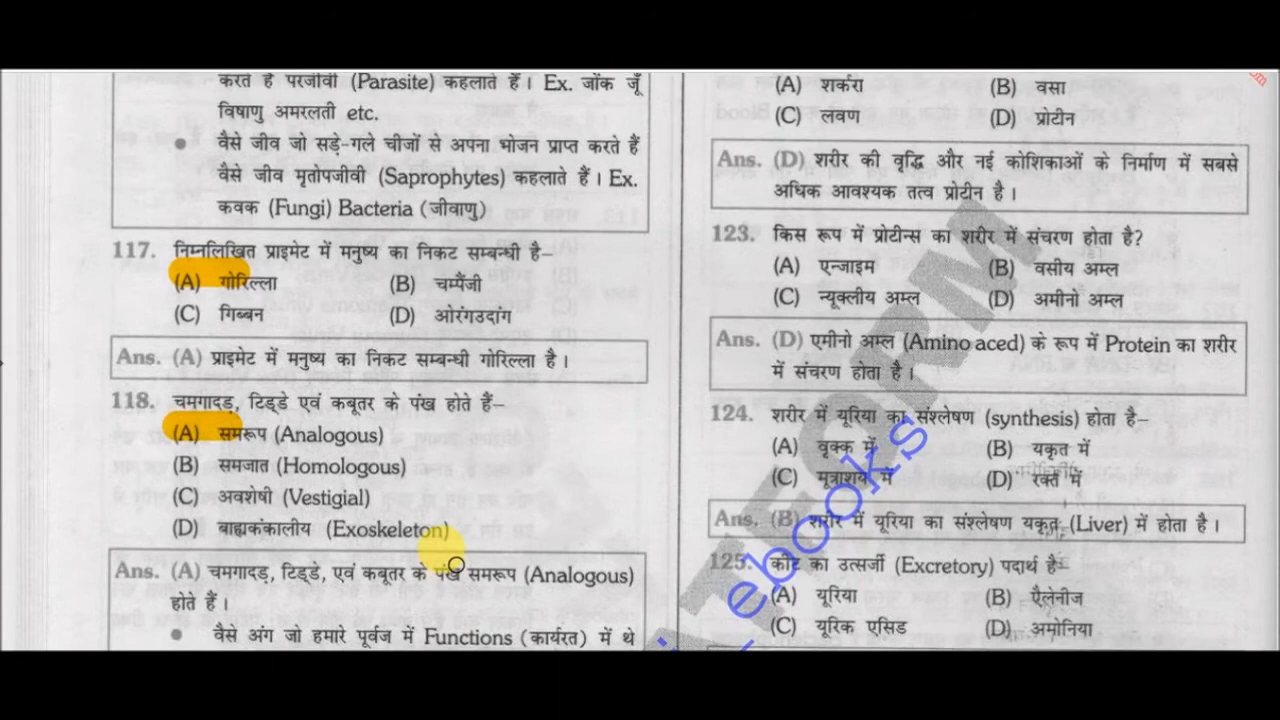 करते हैं परजीवी (Parasite) कहलाते हैं। Ex. जोंक जूँ
विषाणु अमरलती etc.
● वैसे जीव जो सड़े-गले चीजों से अपना भोजन प्राप्त करते हैं
वैसे जीव मृतोपजीवी (Saprophytes) कहलाते हैं। Ex.
कवक (Fungi) Bacteria (जीवाणु)
117. निम्नलिखित प्राइमेट में मनुष्य का निकट सम्बन्धी है–
(A) गोरिल्ला (B) चम्पैंजी
(C) गिब्बन (D) ओरंगउदांग
Ans. (A) प्राइमेट में मनुष्य का निकट सम्बन्धी गोरिल्ला है।
118. चमगादड़, टिड्डे एवं कबूतर के पंख होते हैं–
(A) समरूप (Analogous)
(B) समजात (Homologous)
(C) अवशेषी (Vestigial)
(D) बाह्यकंकालीय (Exoskeleton)
Ans. (A) चमगादड़, टिड्डे, एवं कबूतर के पंख समरूप (Analogous)
होते हैं।
● वैसे अंग जो हमारे पूर्वज में Functions (कार्यरत) में थे
(A) शर्करा (B) वसा
(C) लवण (D) प्रोटीन
Ans. (D) शरीर की वृद्धि और नई कोशिकाओं के निर्माण में सबसे
अधिक आवश्यक तत्व प्रोटीन है।
123. किस रूप में प्रोटीन्स का शरीर में संचरण होता है?
(A) एन्जाइम (B) वसीय अम्ल
(C) न्यूक्लीय अम्ल (D) अमीनो अम्ल
Ans. (D) एमीनो अम्ल (Amino aced) के रूप में Protein का शरीर
में संचरण होता है।
124. शरीर में यूरिया का संश्लेषण (synthesis) होता है–
(A) वृक्क में (B) यकृत में
(C) मूत्राशय में (D) रक्त में
Ans. (B) शरीर में यूरिया का संश्लेषण यकृत (Liver) में होता है।
125. कीट का उत्सर्जी (Excretory) पदार्थ है
(A) यूरिया (B) एैलेनीज
(C) यूरिक एसिड (D) अमोनिया
ebooks